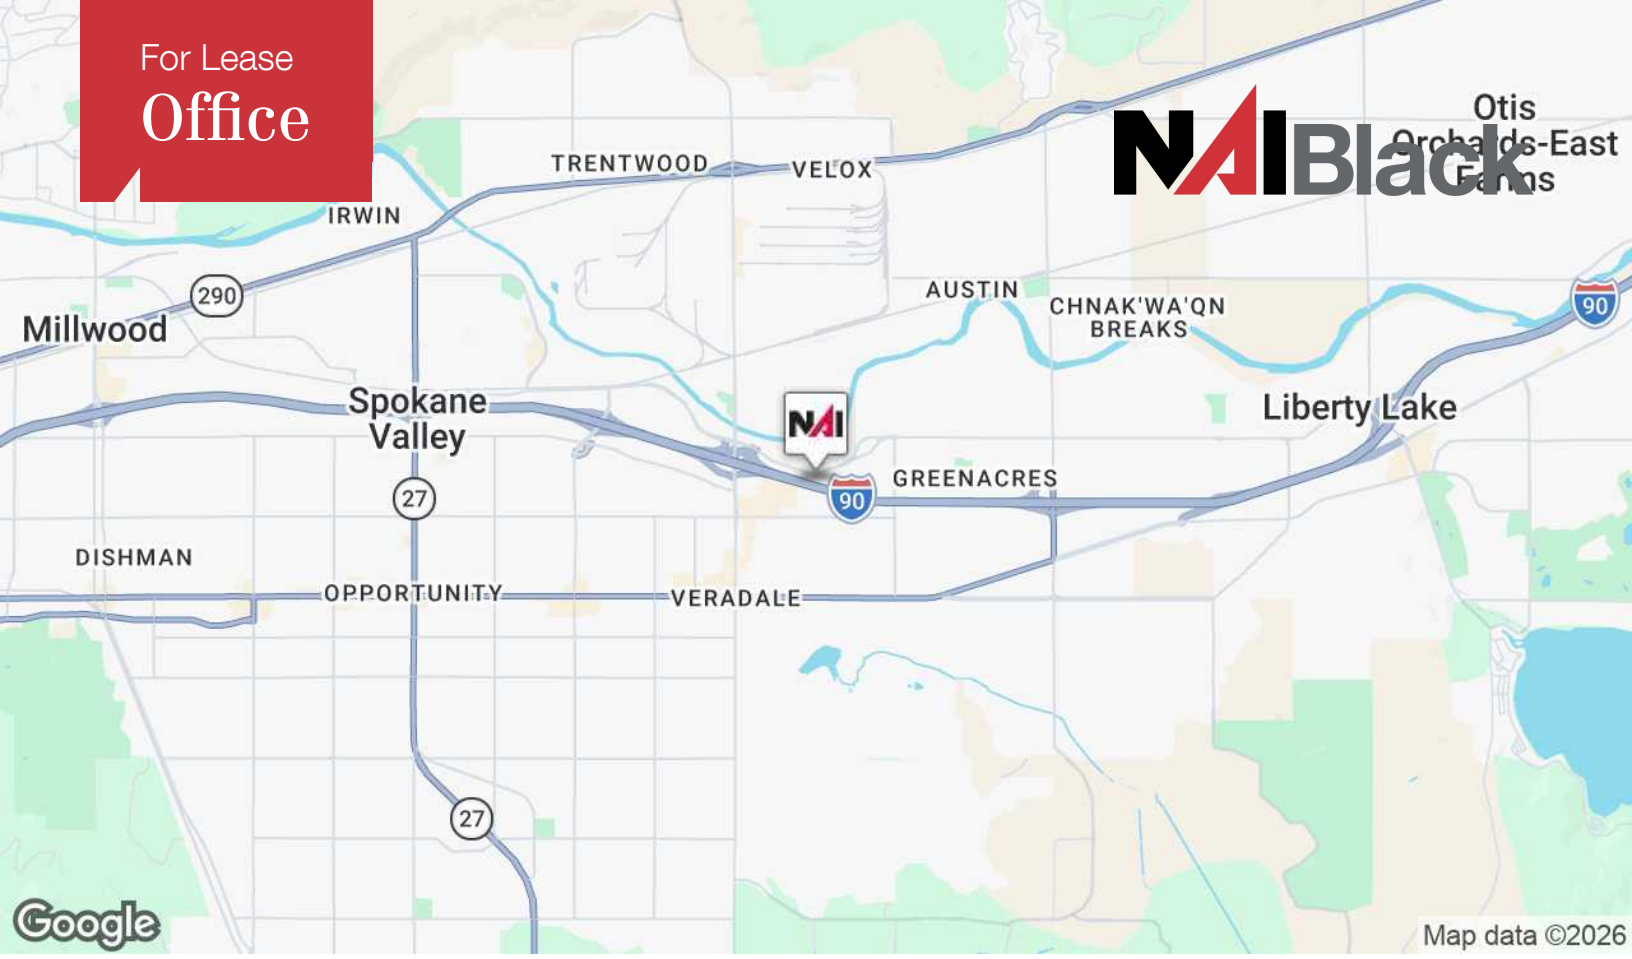 For Lease
Office
NAIBlack
Otis
Orchards-East
Farms
TRENTWOOD
VELOX
IRWIN
290
Millwood
AUSTIN
CHNAK'WA'QN
BREAKS
90
Spokane
Valley
NAI
Liberty Lake
27
90
GREENACRES
DISHMAN
OPPORTUNITY
VERADALE
27
Google
Map data ©2026